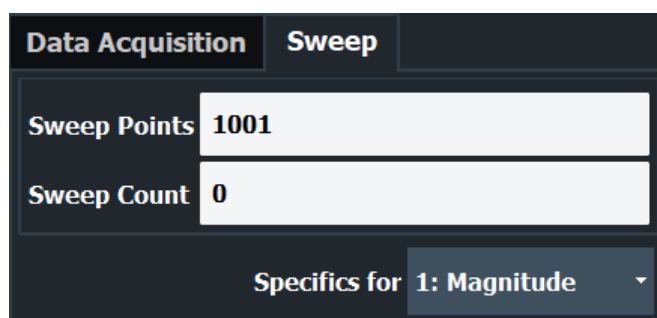 Data Acquisition Sweep
Sweep Points 1001
Sweep Count 0
Specifics for 1: Magnitude